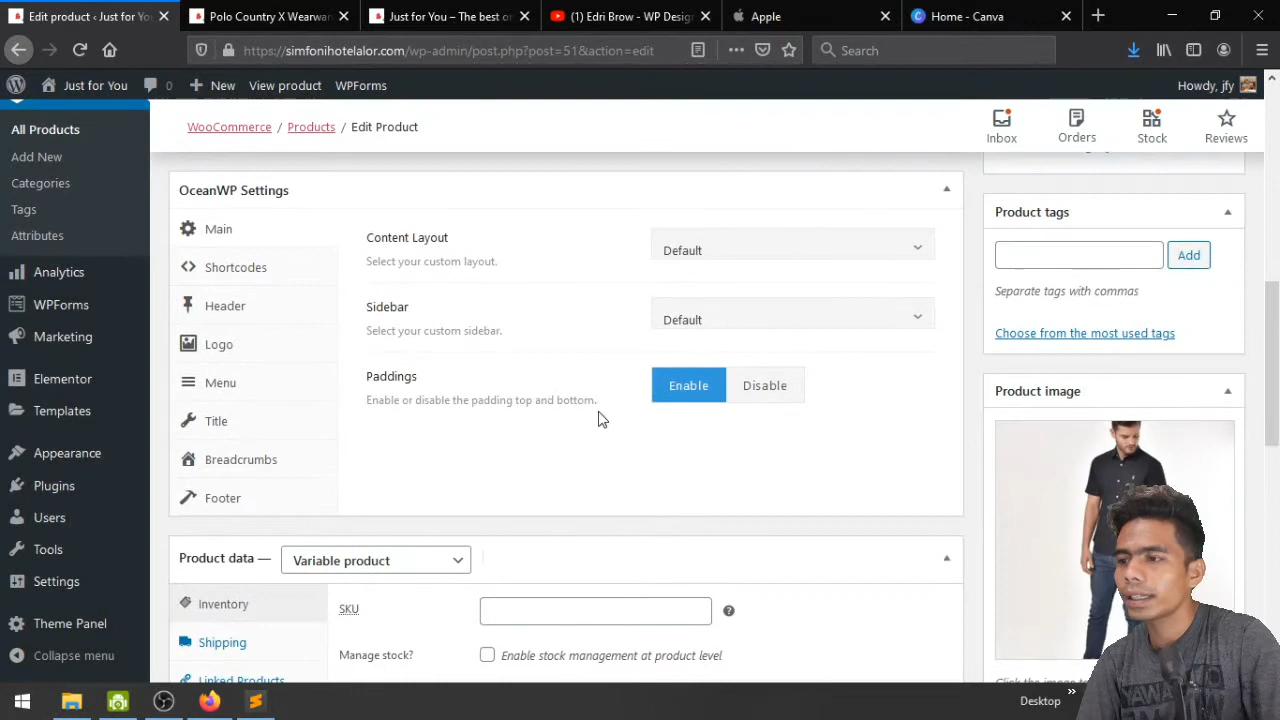 Edit product ‹ Just for You
Polo Country X Wearwan
Just for You – The best on
(1) Edri Brow - WP Design
Apple
Home - Canva
https://simfonihotelalor.com/wp-admin/post.php?post=51&action=edit
Search
Just for You
0
New
View product
WPForms
Howdy, jfy
All Products
Add New
Categories
Tags
Attributes
Analytics
WPForms
Marketing
Elementor
Templates
Appearance
Plugins
Users
Tools
Settings
Theme Panel
Collapse menu
WooCommerce / Products / Edit Product
Inbox
Orders
Stock
Reviews
OceanWP Settings
Main
Shortcodes
Header
Logo
Menu
Title
Breadcrumbs
Footer
Content Layout
Select your custom layout.
Default
Sidebar
Select your custom sidebar.
Default
Paddings
Enable or disable the padding top and bottom.
Enable
Disable
Product data —
Variable product
Inventory
Shipping
Linked Products
SKU
Manage stock?
Enable stock management at product level
Product tags
Add
Separate tags with commas
Choose from the most used tags
Product image
Desktop